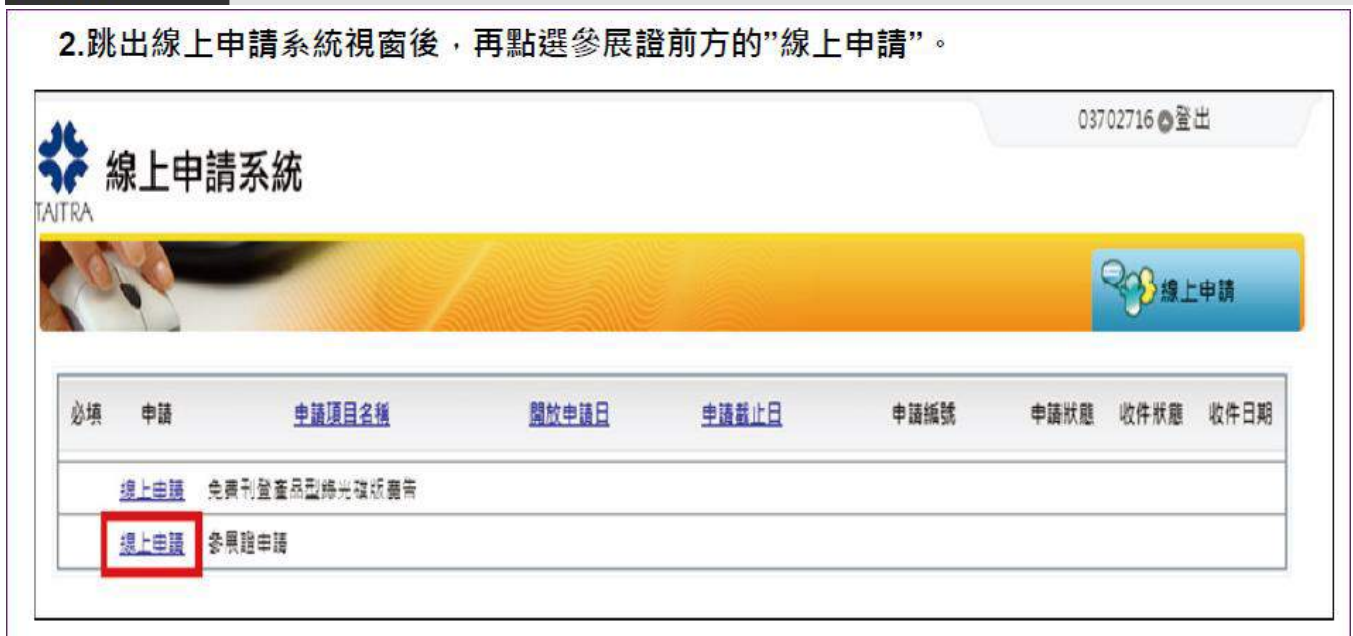 2.跳出線上申請系統視窗後，再點選參展證前方的”線上申請”。
03702716 登出
線上申請系統
TAITRA
線上申請
必填 申請 申請項目名稱 開放申請日 申請截止日 申請編號 申請狀態 收件狀態 收件日期
線上申請 免費刊登產品型錄光碟版廣告
線上申請 參展證申請